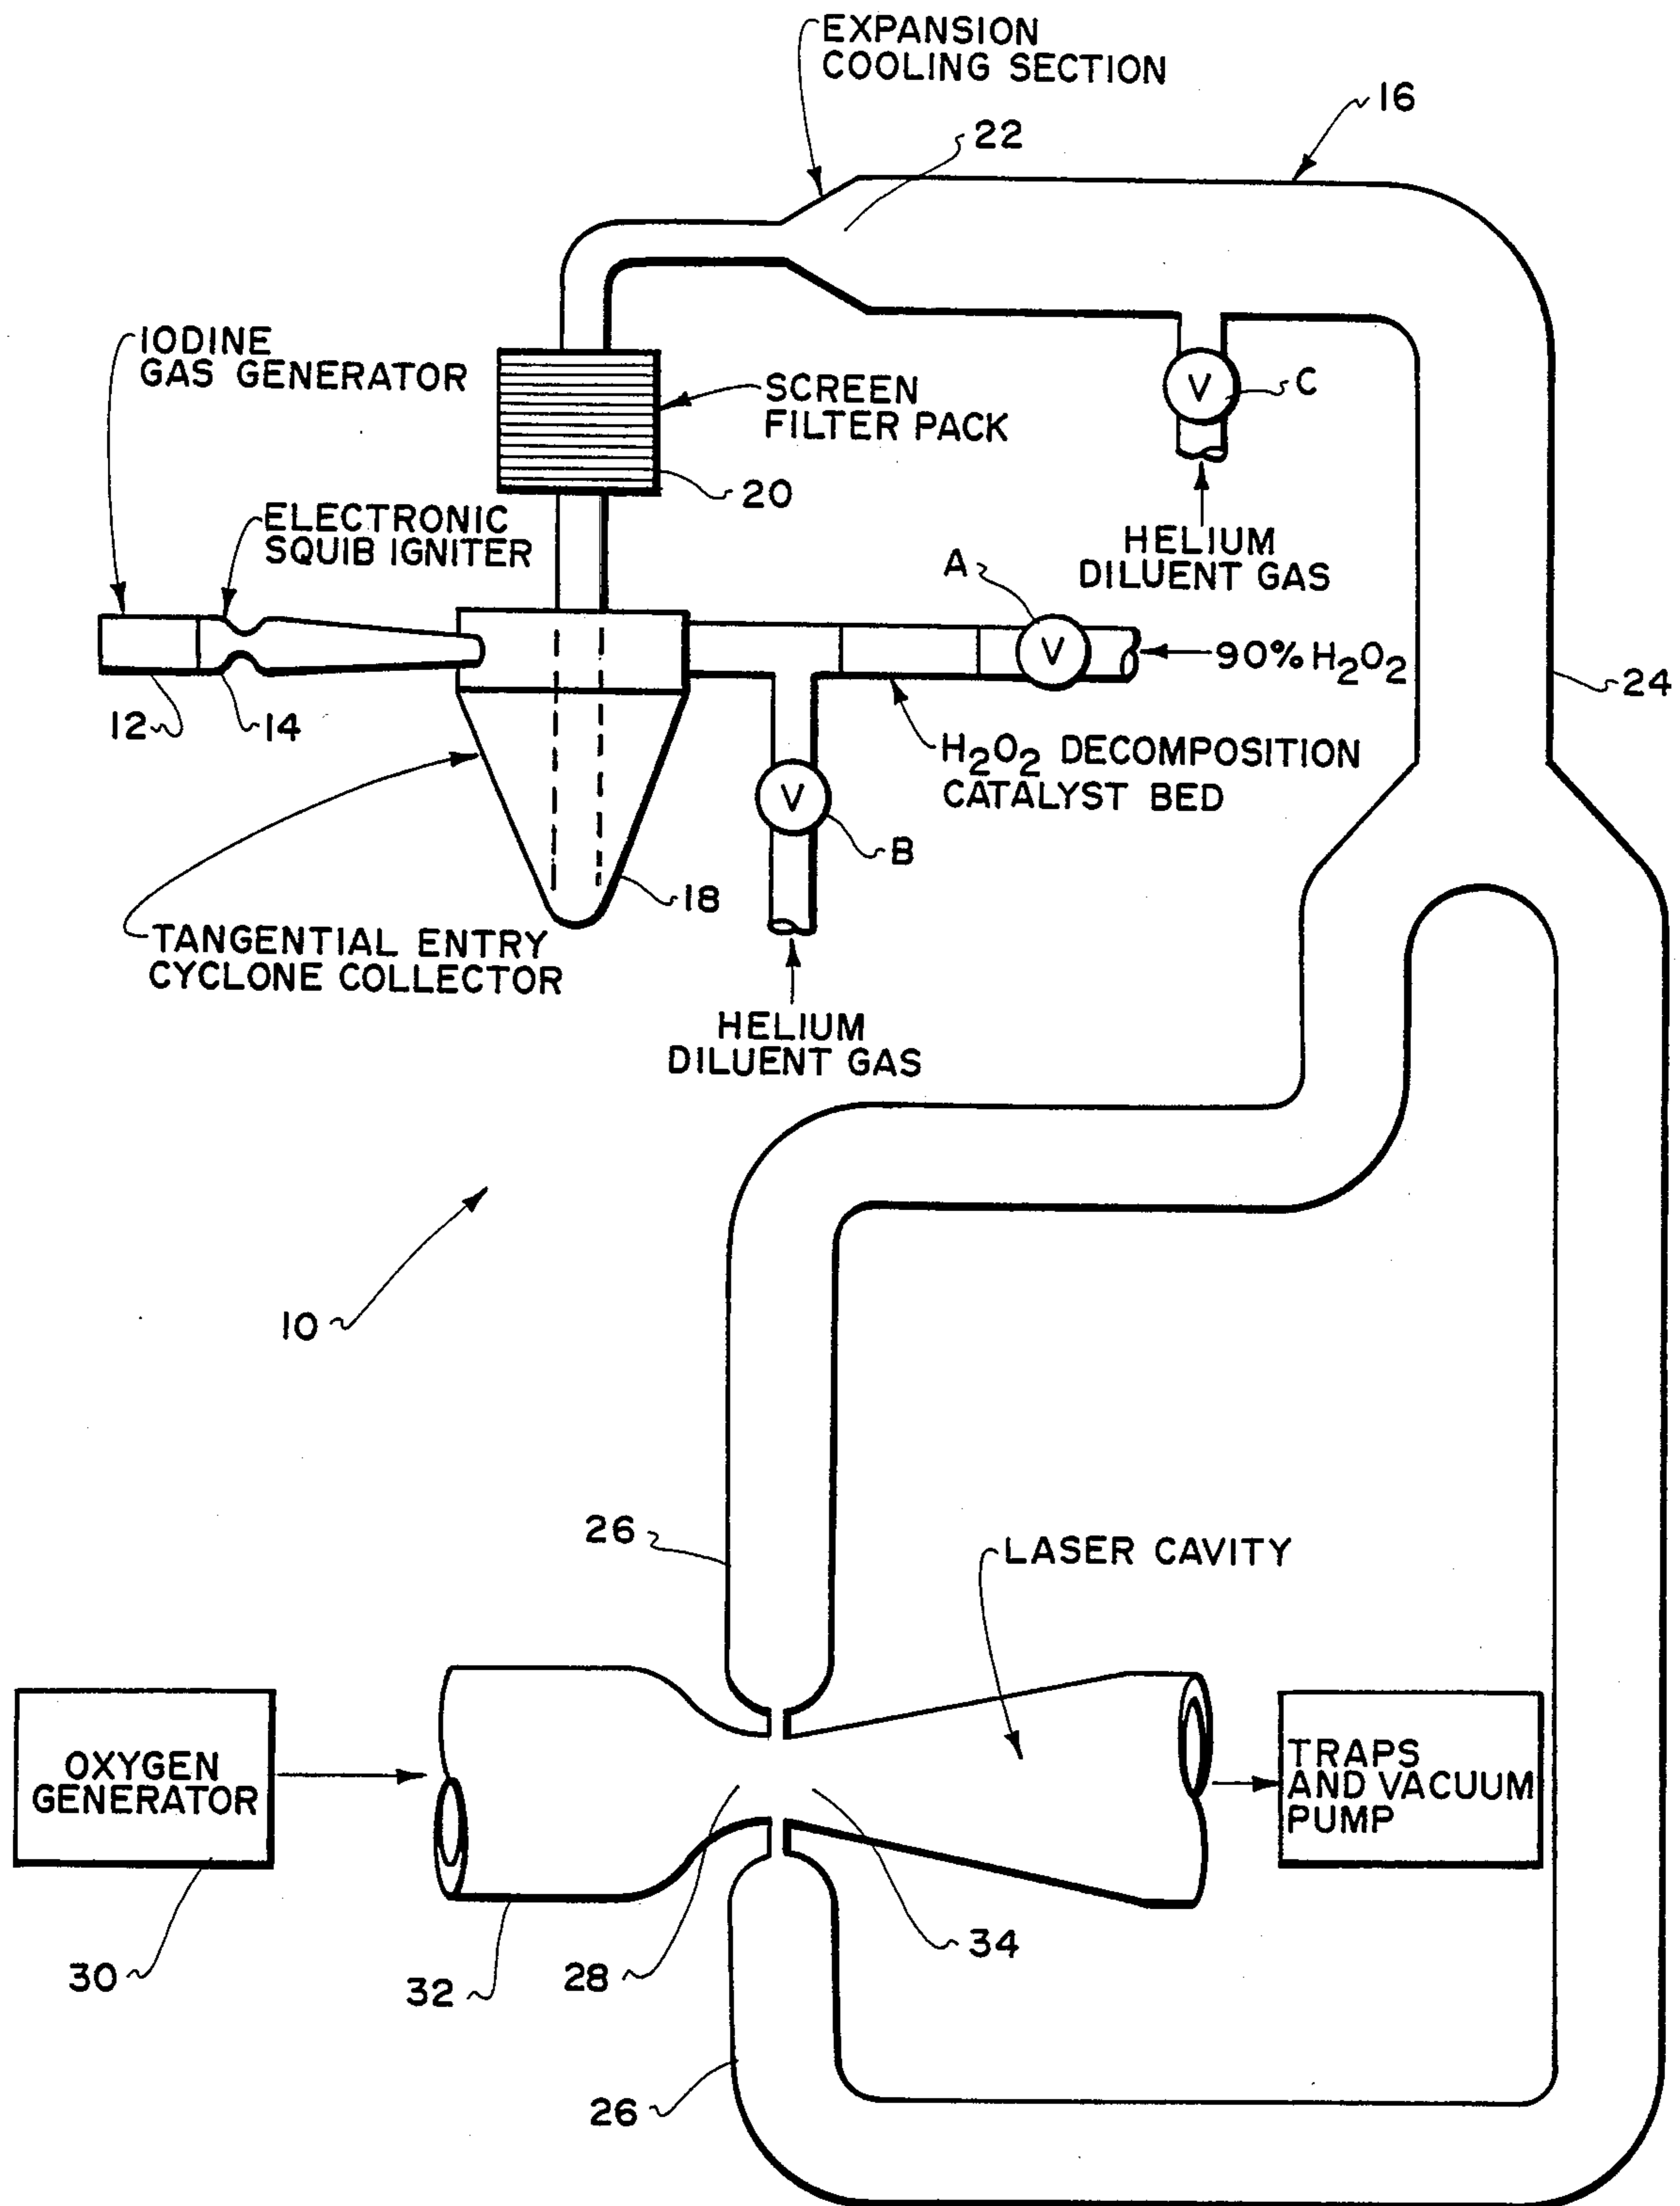 EXPANSION
COOLING SECTION
16
22
IODINE
GAS GENERATOR
SCREEN
FILTER PACK
V
C
20
ELECTRONIC
SQUIB IGNITER
HELIUM
DILUENT GAS
A
V
90% H2O2
24
12
14
H2O2 DECOMPOSITION
CATALYST BED
V
B
18
TANGENTIAL ENTRY
CYCLONE COLLECTOR
HELIUM
DILUENT GAS
10
26
LASER CAVITY
OXYGEN
GENERATOR
TRAPS
AND VACUUM
PUMP
30
32
28
34
26